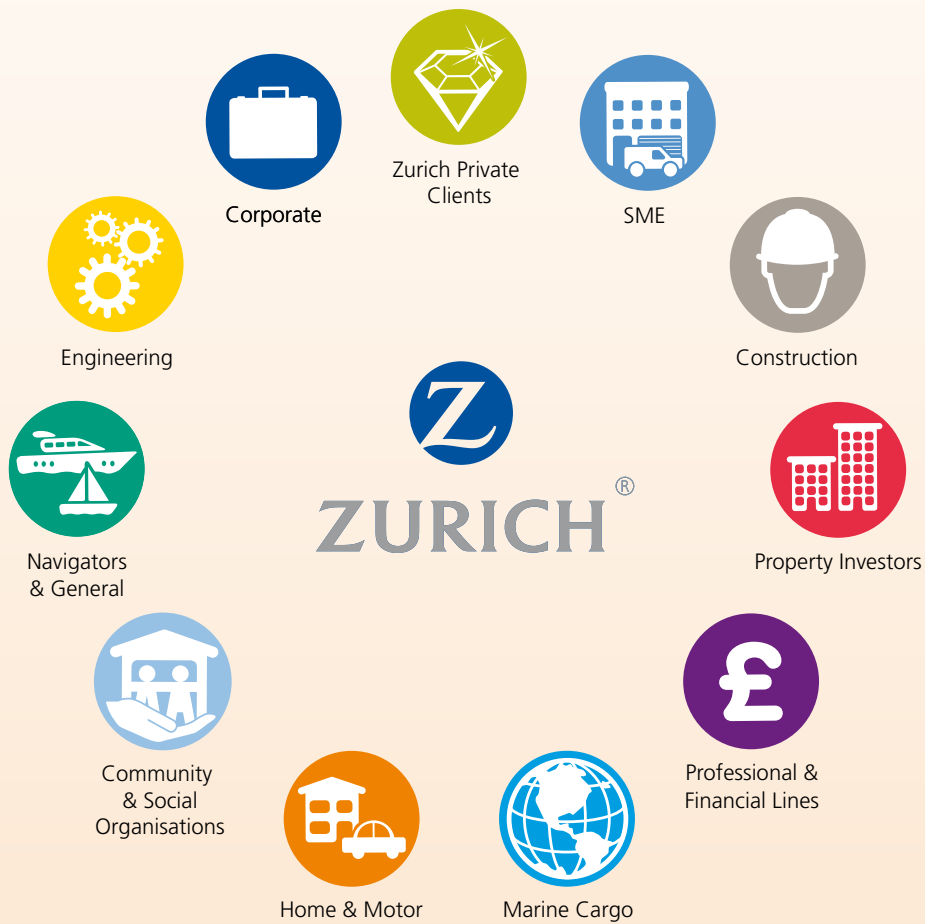 Zurich Private
Clients
Corporate
SME
Engineering
Construction
Z
ZURICH®
Navigators
& General
Property Investors
£
Community
& Social
Organisations
Professional &
Financial Lines
Home & Motor
Marine Cargo